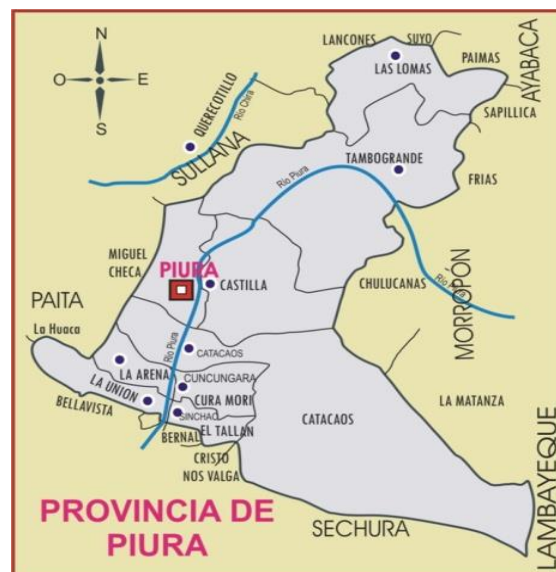 N
O
E
S
LANCONES
SUYO
LAS LOMAS
PAIMAS
AYABACA
SAPILLICA
QUERECOTILLO
Rio Chira
SULLANA
TAMBOGRANDE
Rio Piura
FRIAS
MIGUEL
CHECA
PIURA
CASTILLA
CHULUCANAS
MORROPÓN
PAITA
La Huaca
Rio Piura
CATACAOS
LA ARENA
CUNCUNGARA
LA UNION
CURA MORI
CATACAOS
LA MATANZA
BELLAVISTA
SINCHAO
EL TALLAN
BERNAL
CRISTO
NOS VALGA
SECHURA
LAMBAYEQUE
PROVINCIA DE
PIURA